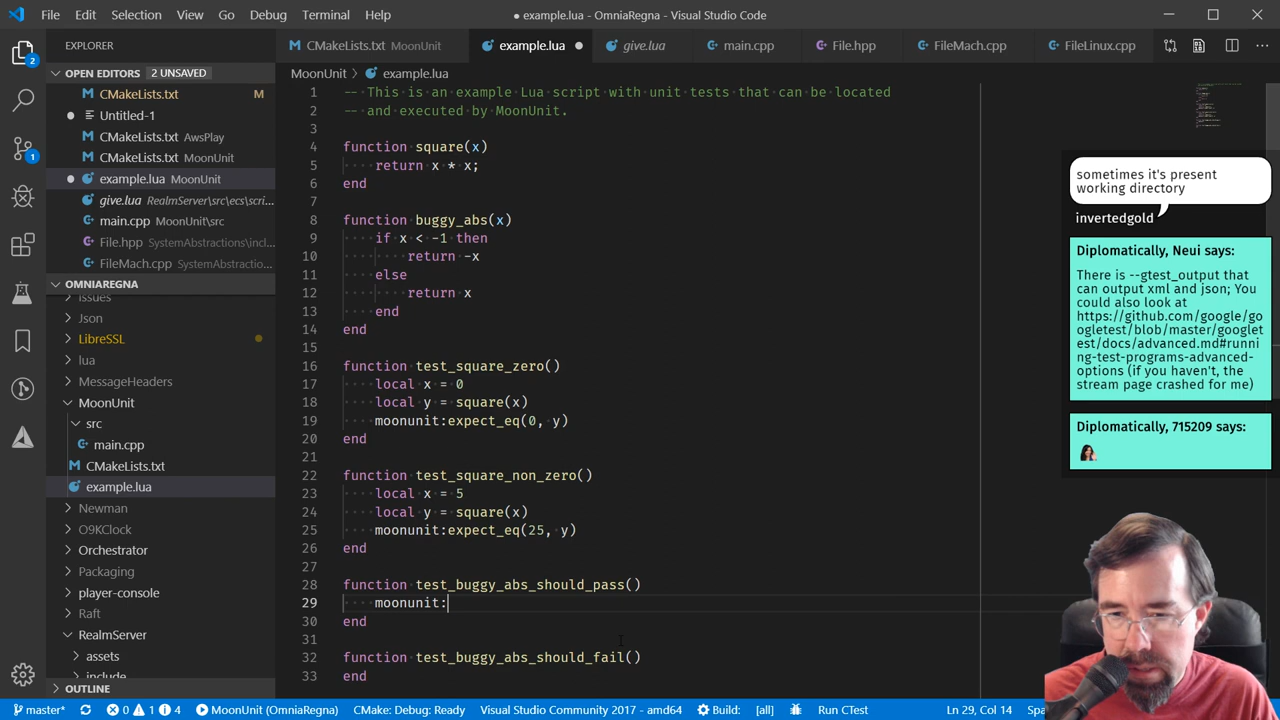 File Edit Selection View Go Debug Terminal Help
● example.lua - OmniaRegna - Visual Studio Code
EXPLORER
CMakeLists.txt MoonUnit
example.lua
give.lua
main.cpp
File.hpp
FileMach.cpp
FileLinux.cpp
OPEN EDITORS 2 UNSAVED
CMakeLists.txt M
Untitled-1
CMakeLists.txt AwsPlay
CMakeLists.txt MoonUnit
example.lua MoonUnit
give.lua RealmServer\src\ecs\scri...
main.cpp MoonUnit\src
File.hpp SystemAbstractions\incl...
FileMach.cpp SystemAbstractio...
OMNIAREGNA
Issues
Json
LibreSSL
lua
MessageHeaders
MoonUnit
src
main.cpp
CMakeLists.txt
example.lua
Newman
O9KClock
Orchestrator
Packaging
player-console
Raft
RealmServer
assets
include
OUTLINE
2
1
MoonUnit > example.lua
1 -- This is an example Lua script with unit tests that can be located
2 -- and executed by MoonUnit.
3
4 function square(x)
5 return x * x;
6 end
7
8 function buggy_abs(x)
9 if x < -1 then
10 return -x
11 else
12 return x
13 end
14 end
15
16 function test_square_zero()
17 local x = 0
18 local y = square(x)
19 moonunit:expect_eq(0, y)
20 end
21
22 function test_square_non_zero()
23 local x = 5
24 local y = square(x)
25 moonunit:expect_eq(25, y)
26 end
27
28 function test_buggy_abs_should_pass()
29 moonunit:
30 end
31
32 function test_buggy_abs_should_fail()
33 end
sometimes it's present
working directory
invertedgold
Diplomatically, Neui says:
There is --gtest_output that
can output xml and json; You
could also look at
https://github.com/google/go
ogletest/blob/master/googlet
est/docs/advanced.md#runni
ng-test-programs-advanced-
options (if you haven't, the
stream page crashed for me)
Diplomatically, 715209 says:
master* 0 1 4 MoonUnit (OmniaRegna) CMake: Debug: Ready Visual Studio Community 2017 - amd64 Build: [all] Run CTest Ln 29, Col 14 Spa